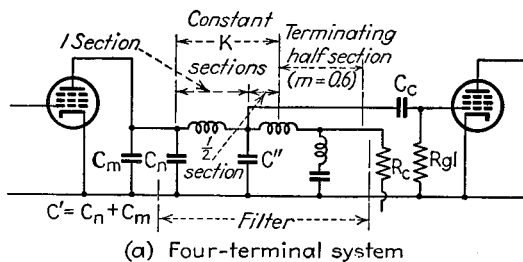 Constant
K
sections
1 Section
Terminating
half section
(m=0.6)
1/2
section
Cc
Cm
Cn
C"
Rc
Rgl
C'= Cn + Cm
Filter
(a) Four-terminal system